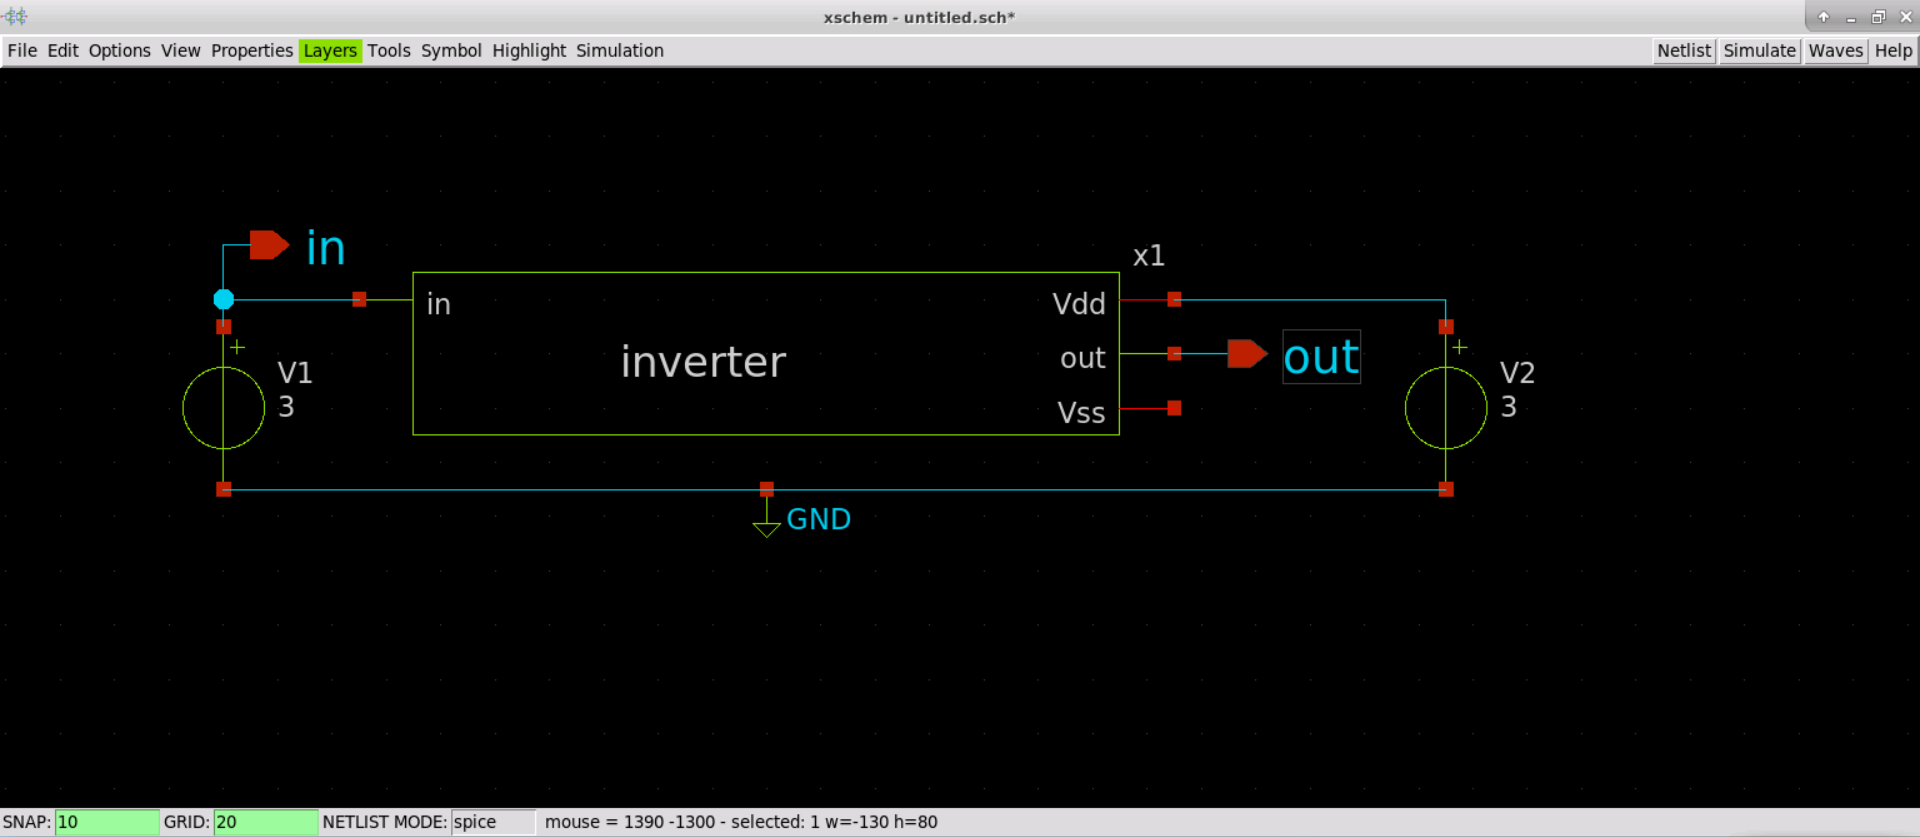 xschem - untitled.sch*
File Edit Options View Properties Layers Tools Symbol Highlight Simulation Netlist Simulate Waves Help
in
x1
in
Vdd
inverter
out
out
Vss
V1
3
V2
3
GND
SNAP: 10 GRID: 20 NETLIST MODE: spice mouse = 1390 -1300 - selected: 1 w=-130 h=80